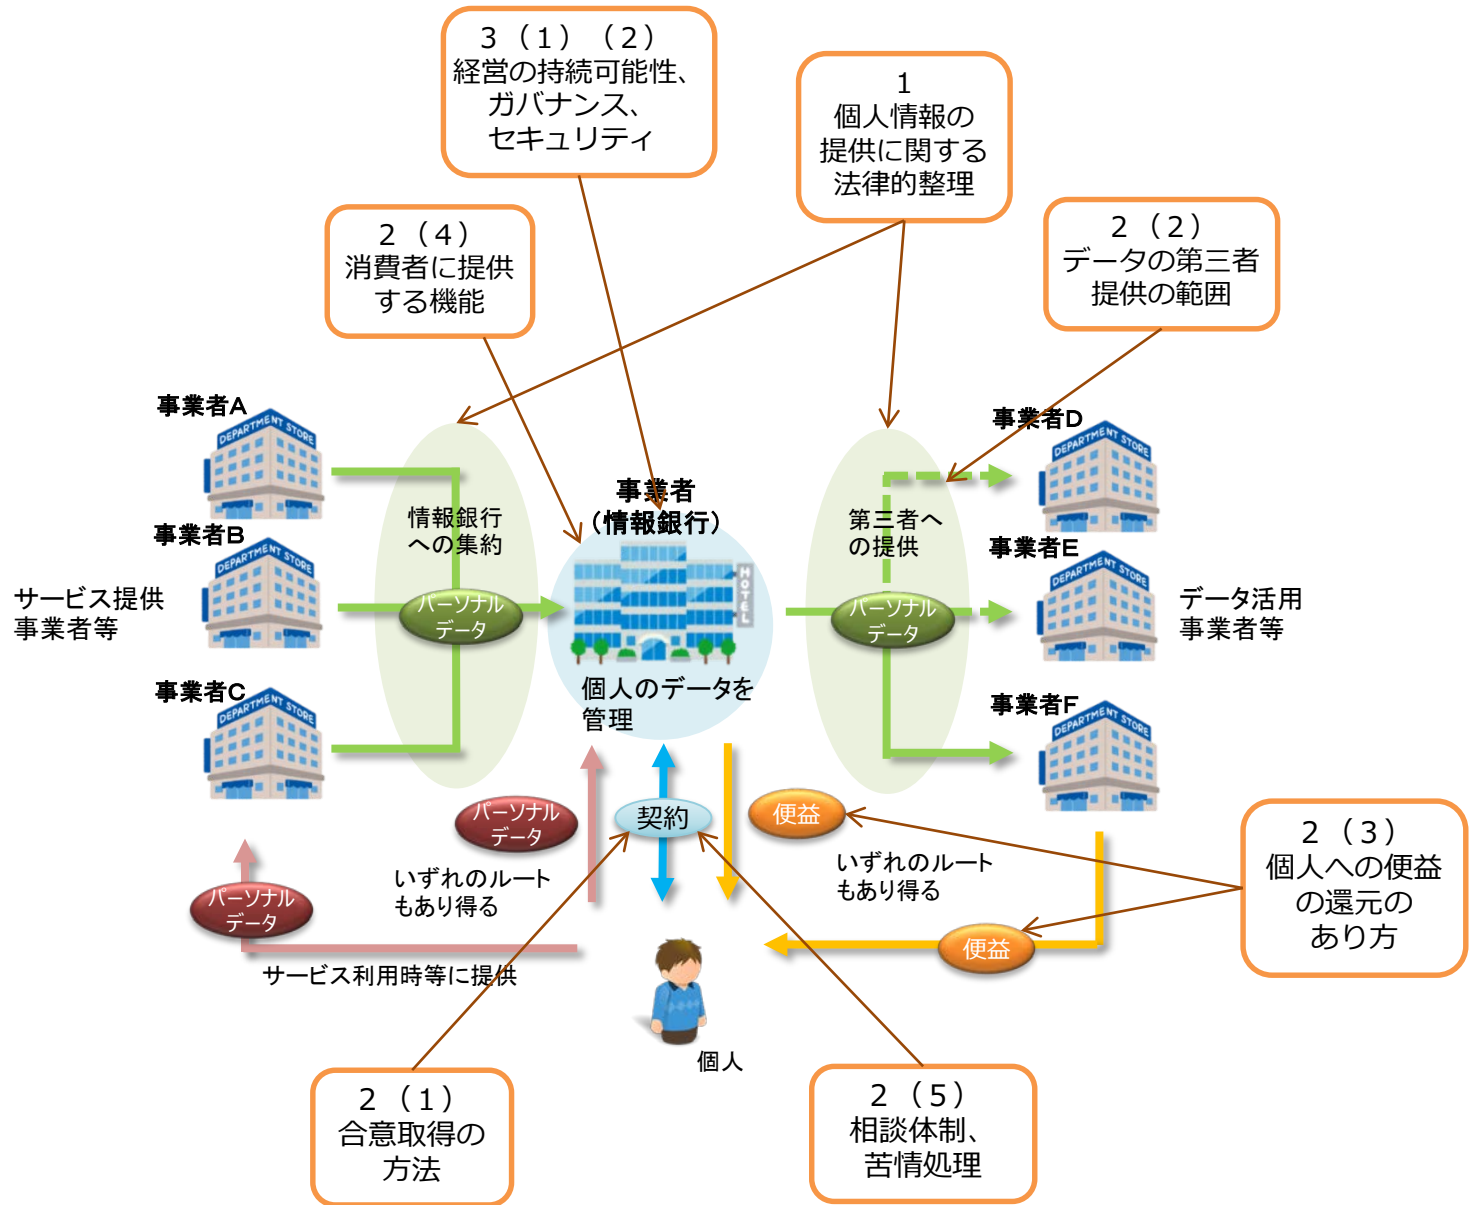 3（1）（2）
経営の持続可能性、
ガバナンス、
セキュリティ
1
個人情報の
提供に関する
法律的整理
2（4）
消費者に提供
する機能
2（2）
データの第三者
提供の範囲
事業者A
DEPARTMENT STORE
事業者B
DEPARTMENT STORE
サービス提供
事業者等
事業者C
DEPARTMENT STORE
情報銀行
への集約
パーソナル
データ
事業者
（情報銀行）
HOTEL
個人のデータを
管理
第三者へ
の提供
パーソナル
データ
事業者D
DEPARTMENT STORE
事業者E
DEPARTMENT STORE
データ活用
事業者等
事業者F
DEPARTMENT STORE
パーソナル
データ
契約
便益
いずれのルート
もあり得る
いずれのルート
もあり得る
パーソナル
データ
サービス利用時等に提供
便益
2（3）
個人への便益
の還元の
あり方
個人
2（1）
合意取得の
方法
2（5）
相談体制、
苦情処理